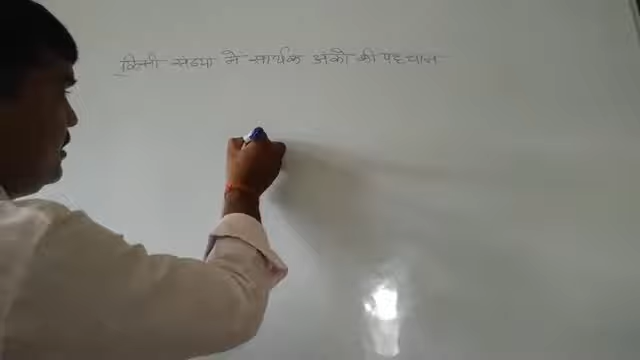 किसी संख्या में सार्थक अंको की पहचान